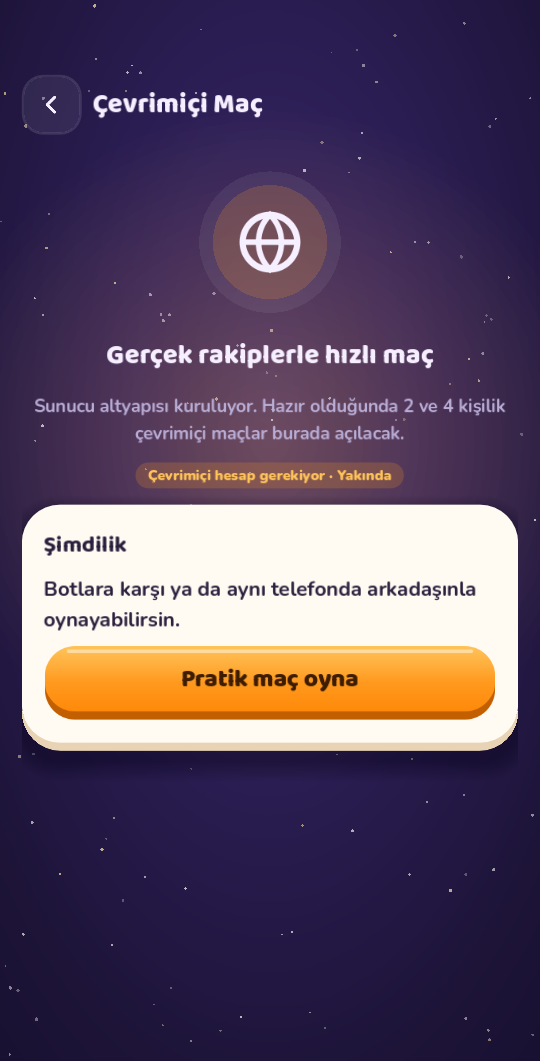 Çevrimiçi Maç
Gerçek rakiplerle hızlı maç
Sunucu altyapısı kuruluyor. Hazır olduğunda 2 ve 4 kişilik
çevrimiçi maçlar burada açılacak.
Çevrimiçi hesap gerekiyor · Yakında
Şimdilik
Botlara karşı ya da aynı telefonda arkadaşınla
oynayabilirsin.
Pratik maç oyna